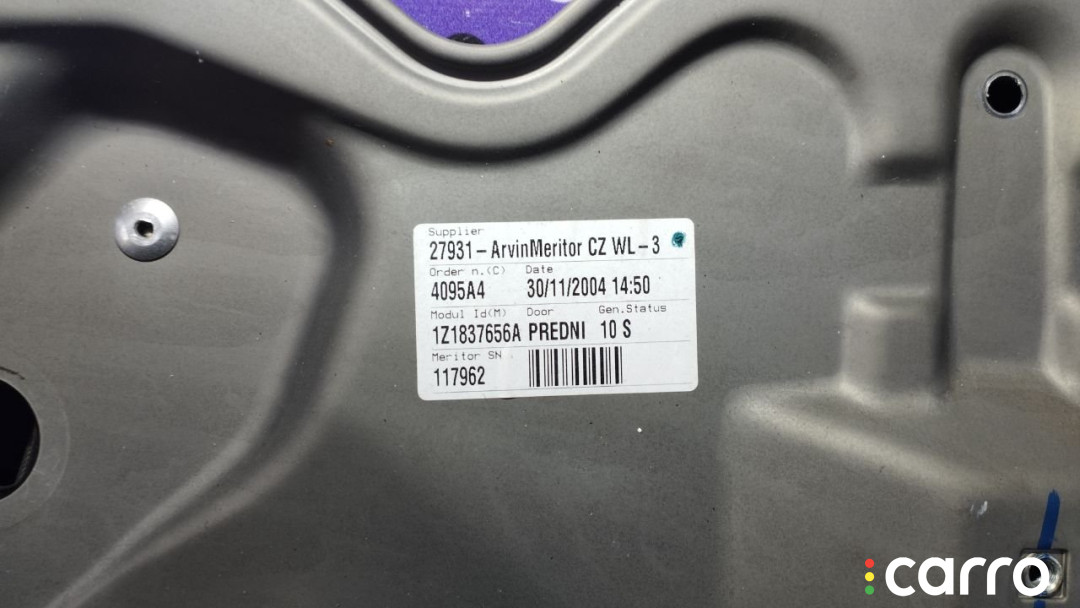 Supplier
27931-ArvinMeritor CZ WL-3
Order n.(C) Date
4095A4 30/11/2004 14:50
Modul Id(M) Door Gen.Status
1Z1837656A PREDNI 10 S
Meritor SN
117962
carro